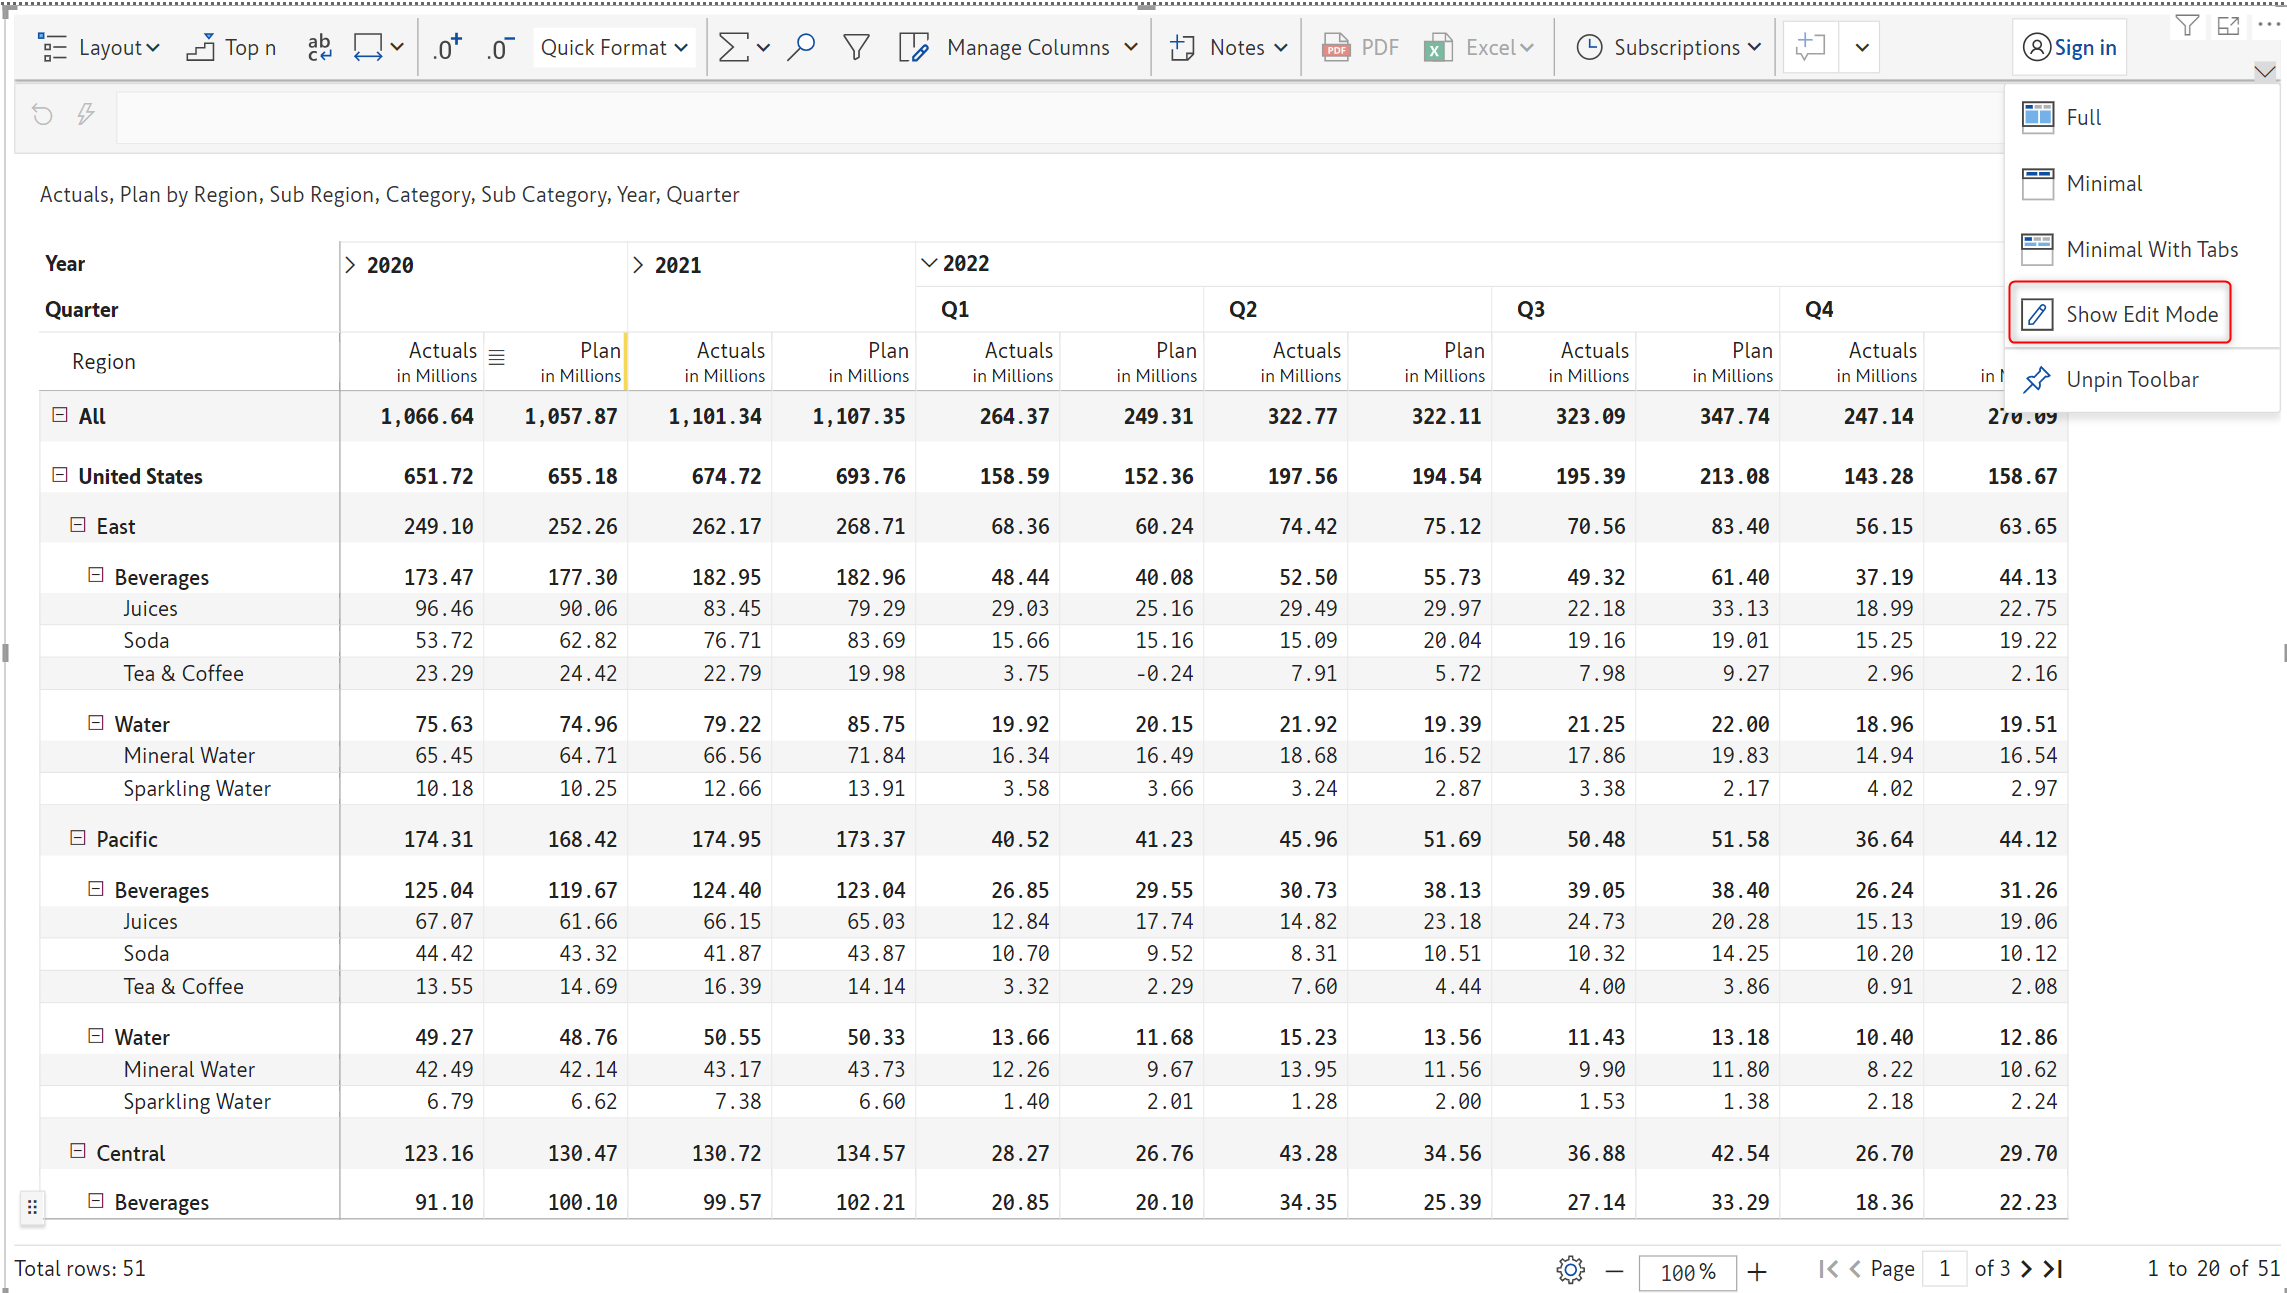 Layout Top n ab c Quick Format Manage Columns Notes PDF Excel Subscriptions Sign in
Full
Minimal
Minimal With Tabs
Show Edit Mode
Unpin Toolbar
Actuals, Plan by Region, Sub Region, Category, Sub Category, Year, Quarter
Year 2020 2021 2022
Quarter Q1 Q2 Q3 Q4
Region Actuals Plan Actuals Plan Actuals Plan Actuals Plan Actuals Plan Actuals
in Millions in Millions in Millions in Millions in Millions in Millions in Millions in Millions in Millions in Millions in Millions in
All 1,066.64 1,057.87 1,101.34 1,107.35 264.37 249.31 322.77 322.11 323.09 347.74 247.14 270.09
United States 651.72 655.18 674.72 693.76 158.59 152.36 197.56 194.54 195.39 213.08 143.28 158.67
East 249.10 252.26 262.17 268.71 68.36 60.24 74.42 75.12 70.56 83.40 56.15 63.65
Beverages 173.47 177.30 182.95 182.96 48.44 40.08 52.50 55.73 49.32 61.40 37.19 44.13
Juices 96.46 90.06 83.45 79.29 29.03 25.16 29.49 29.97 22.18 33.13 18.99 22.75
Soda 53.72 62.82 76.71 83.69 15.66 15.16 15.09 20.04 19.16 19.01 15.25 19.22
Tea & Coffee 23.29 24.42 22.79 19.98 3.75 -0.24 7.91 5.72 7.98 9.27 2.96 2.16
Water 75.63 74.96 79.22 85.75 19.92 20.15 21.92 19.39 21.25 22.00 18.96 19.51
Mineral Water 65.45 64.71 66.56 71.84 16.34 16.49 18.68 16.52 17.86 19.83 14.94 16.54
Sparkling Water 10.18 10.25 12.66 13.91 3.58 3.66 3.24 2.87 3.38 2.17 4.02 2.97
Pacific 174.31 168.42 174.95 173.37 40.52 41.23 45.96 51.69 50.48 51.58 36.64 44.12
Beverages 125.04 119.67 124.40 123.04 26.85 29.55 30.73 38.13 39.05 38.40 26.24 31.26
Juices 67.07 61.66 66.15 65.03 12.84 17.74 14.82 23.18 24.73 20.28 15.13 19.06
Soda 44.42 43.32 41.87 43.87 10.70 9.52 8.31 10.51 10.32 14.25 10.20 10.12
Tea & Coffee 13.55 14.69 16.39 14.14 3.32 2.29 7.60 4.44 4.00 3.86 0.91 2.08
Water 49.27 48.76 50.55 50.33 13.66 11.68 15.23 13.56 11.43 13.18 10.40 12.86
Mineral Water 42.49 42.14 43.17 43.73 12.26 9.67 13.95 11.56 9.90 11.80 8.22 10.62
Sparkling Water 6.79 6.62 7.38 6.60 1.40 2.01 1.28 2.00 1.53 1.38 2.18 2.24
Central 123.16 130.47 130.72 134.57 28.27 26.76 43.28 34.56 36.88 42.54 26.70 29.70
Beverages 91.10 100.10 99.57 102.21 20.85 20.10 34.35 25.39 27.14 33.29 18.36 22.23
Total rows: 51 100% Page 1 of 3 1 to 20 of 51